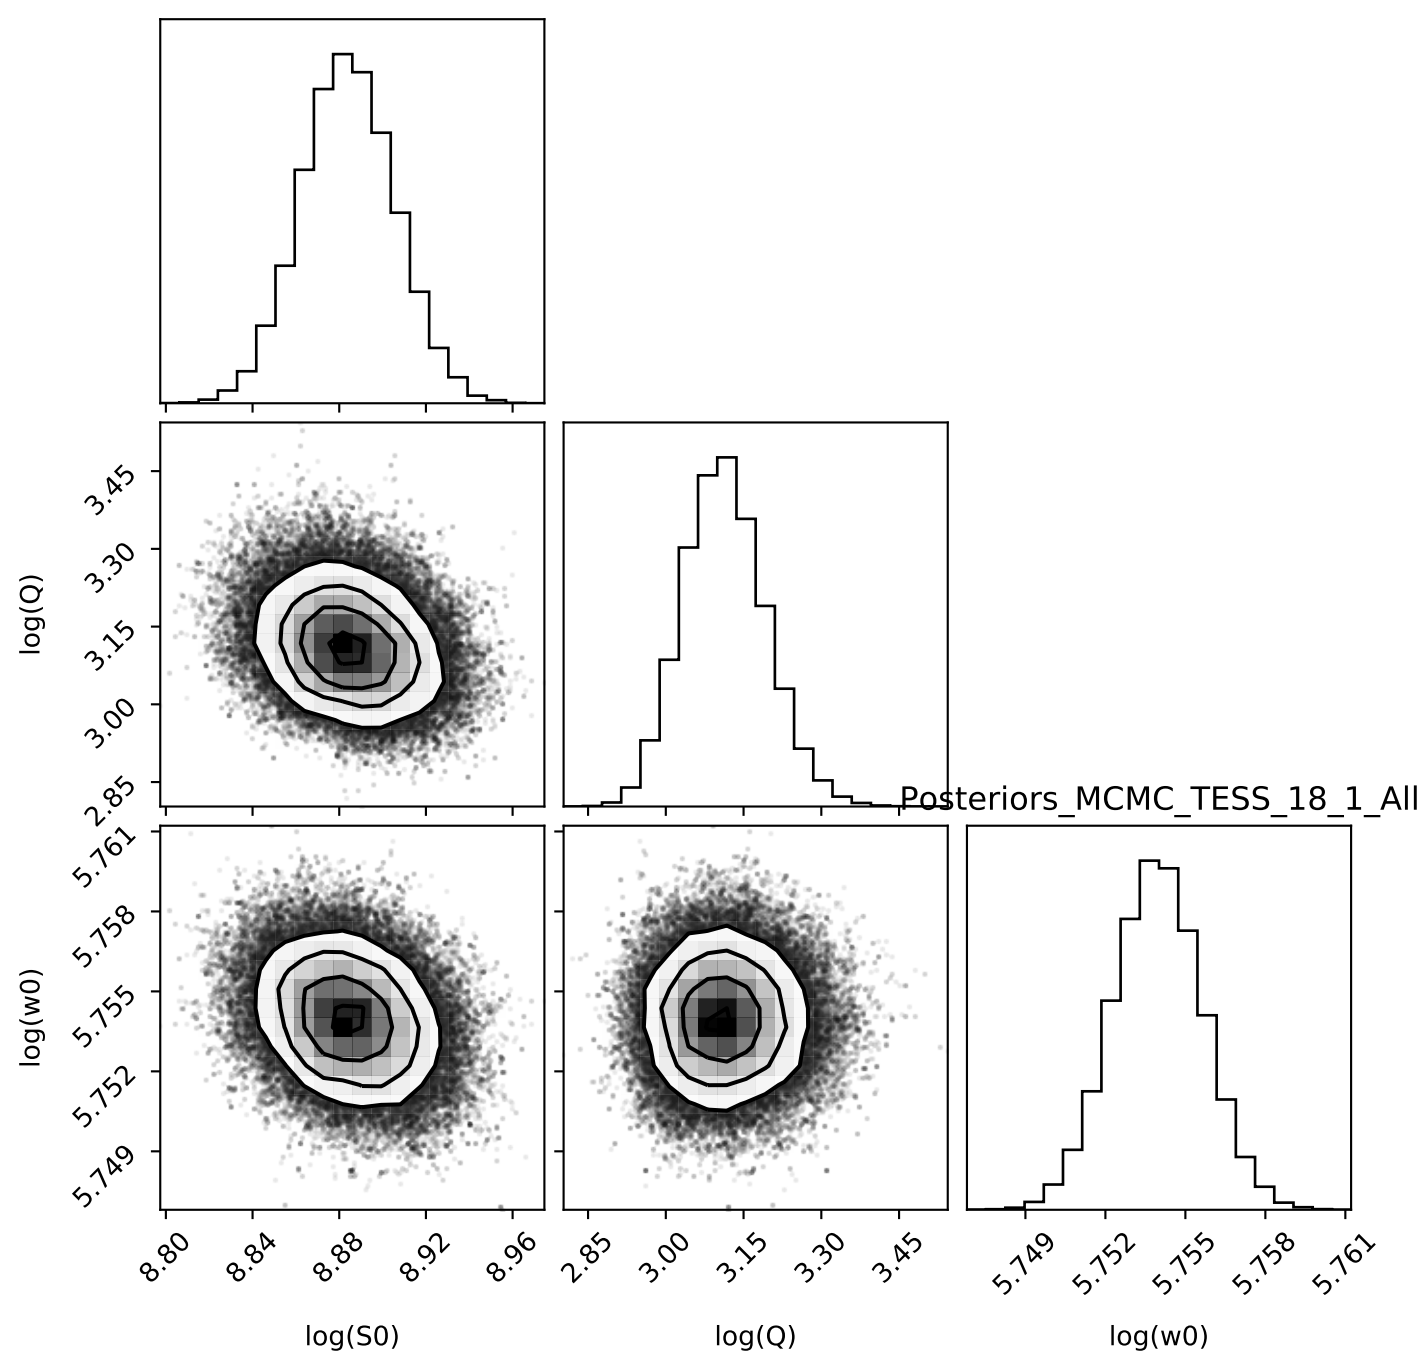 3.45
3.30
3.15
3.00
2.85
log(Q)
Posteriors_MCMC_TESS_18_1_All
5.761
5.758
5.755
5.752
5.749
log(w0)
8.80 8.84 8.88 8.92 8.96
2.85 3.00 3.15 3.30 3.45
5.749 5.752 5.755 5.758 5.761
log(S0) log(Q) log(w0)